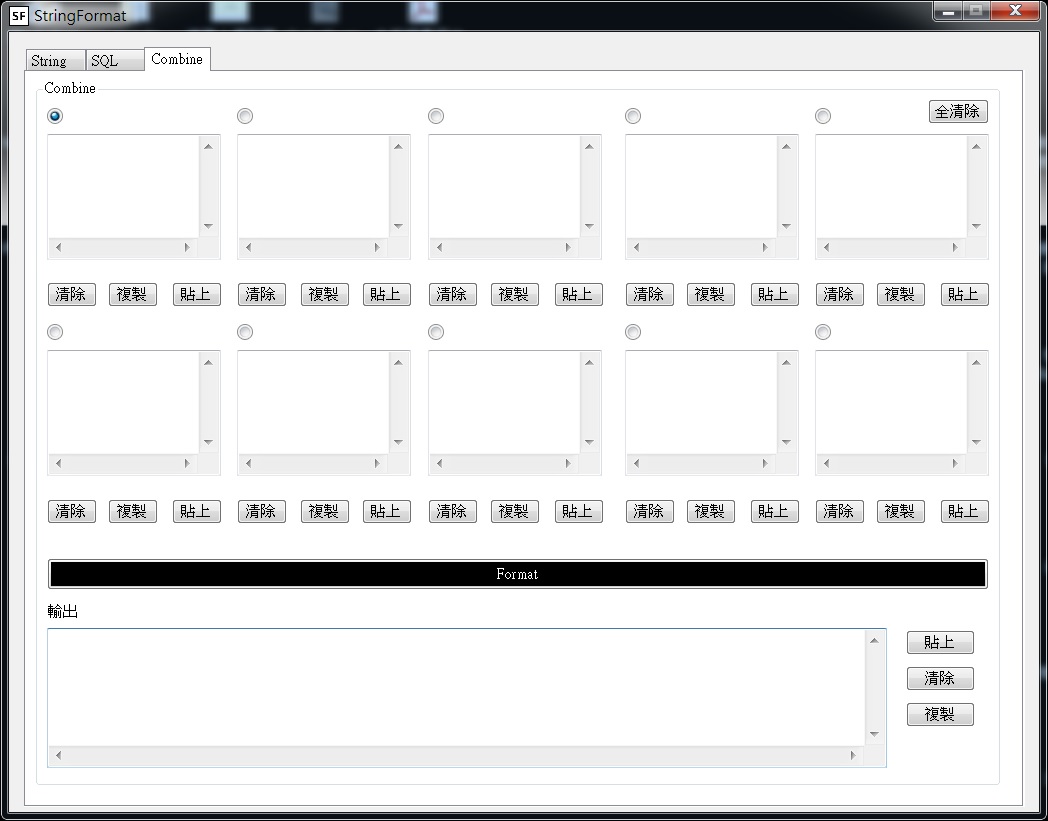 SF StringFormat
String SQL Combine
Combine
全清除
清除 複製 貼上 清除 複製 貼上 清除 複製 貼上 清除 複製 貼上 清除 複製 貼上
清除 複製 貼上 清除 複製 貼上 清除 複製 貼上 清除 複製 貼上 清除 複製 貼上
Format
輸出
貼上
清除
複製